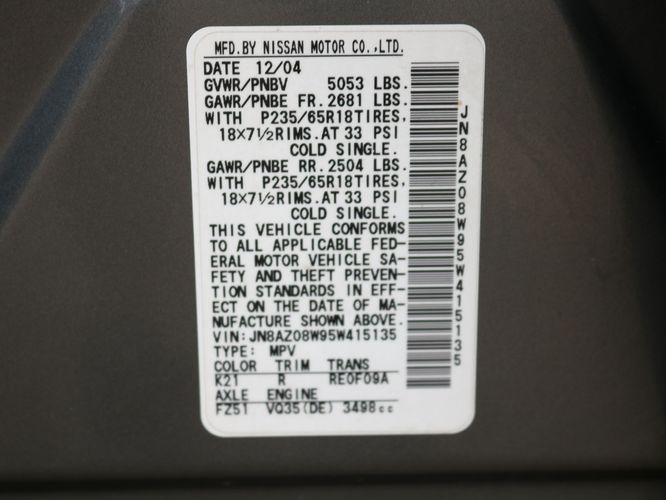 MFD.BY NISSAN MOTOR CO.,LTD.
DATE 12/04
GVWR/PNBV 5053 LBS.
GAWR/PNBE FR. 2681 LBS.
WITH P235/65R18TIRES,
18×7½RIMS.AT 33 PSI
COLD SINGLE.
GAWR/PNBE RR. 2504 LBS.
WITH P235/65R18TIRES,
18×7½RIMS.AT 33 PSI
COLD SINGLE.
THIS VEHICLE CONFORMS
TO ALL APPLICABLE FED-
ERAL MOTOR VEHICLE SA-
FETY AND THEFT PREVEN-
TION STANDARDS IN EFF-
ECT ON THE DATE OF MA-
NUFACTURE SHOWN ABOVE.
VIN:JN8AZ08W95W415135
TYPE: MPV
COLOR TRIM TRANS
K21 R RE0F09A
AXLE ENGINE
FZ51 VQ35(DE) 3498cc
JN8AZ08W95W415135